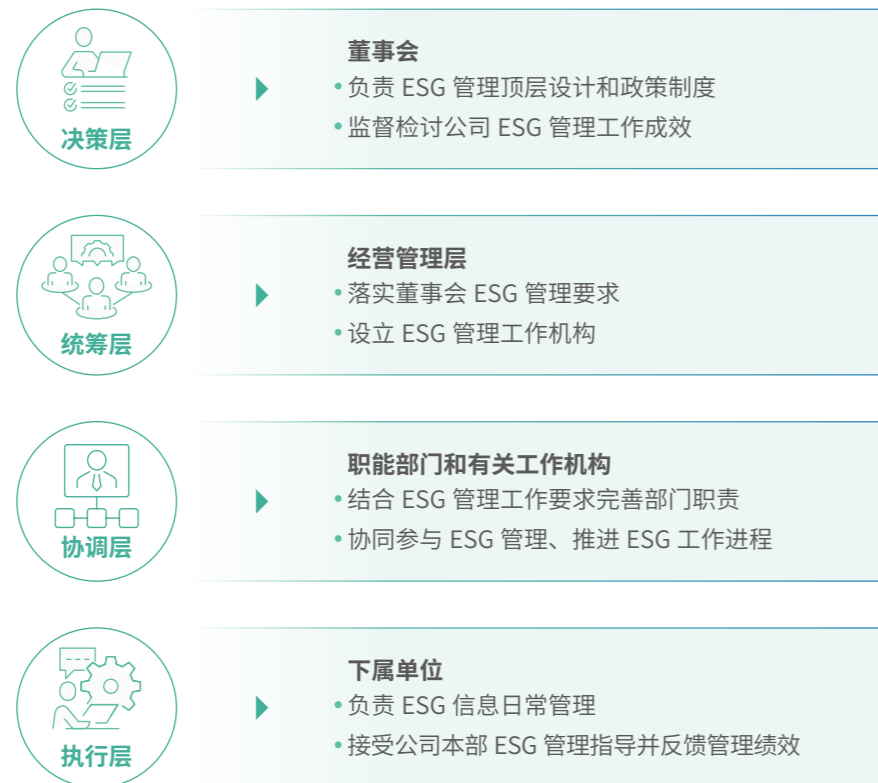 决策层
董事会
•负责 ESG 管理顶层设计和政策制度
•监督检讨公司 ESG 管理工作成效
统筹层
经营管理层
•落实董事会 ESG 管理要求
•设立 ESG 管理工作机构
协调层
职能部门和有关工作机构
•结合 ESG 管理工作要求完善部门职责
•协同参与 ESG 管理、推进 ESG 工作进程
执行层
下属单位
•负责 ESG 信息日常管理
•接受公司本部 ESG 管理指导并反馈管理绩效